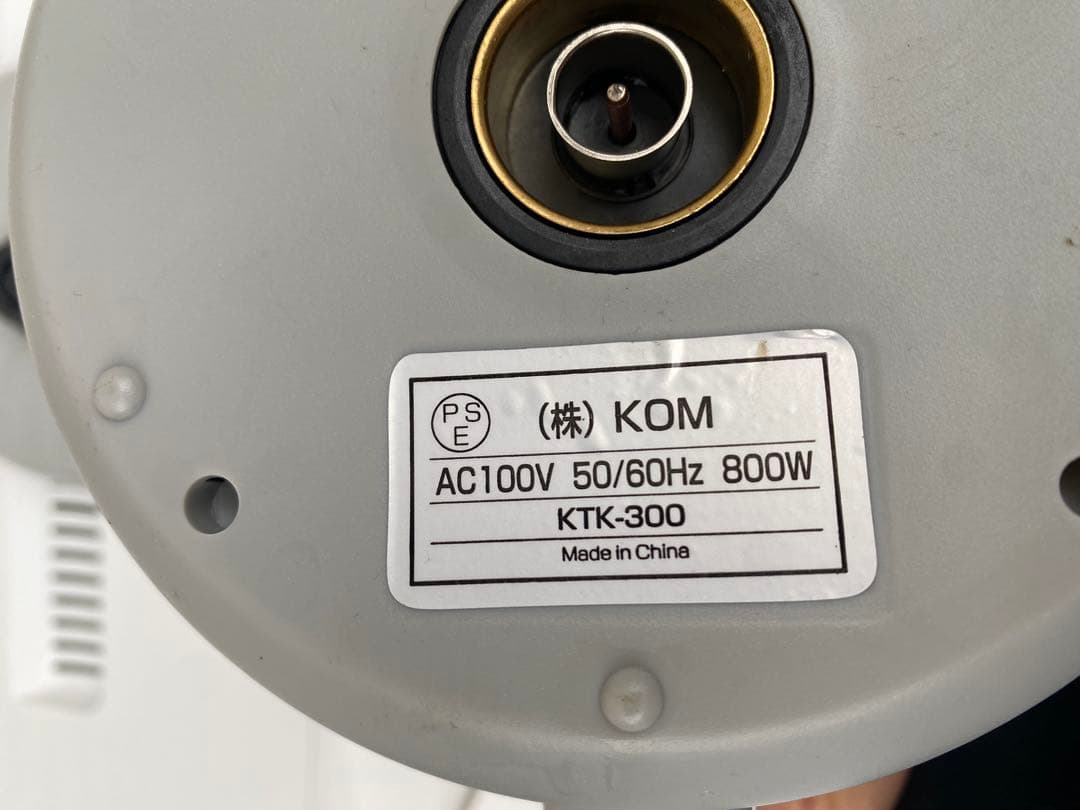 PSE (株) KOM
AC100V 50/60Hz 800W
KTK-300
Made in China